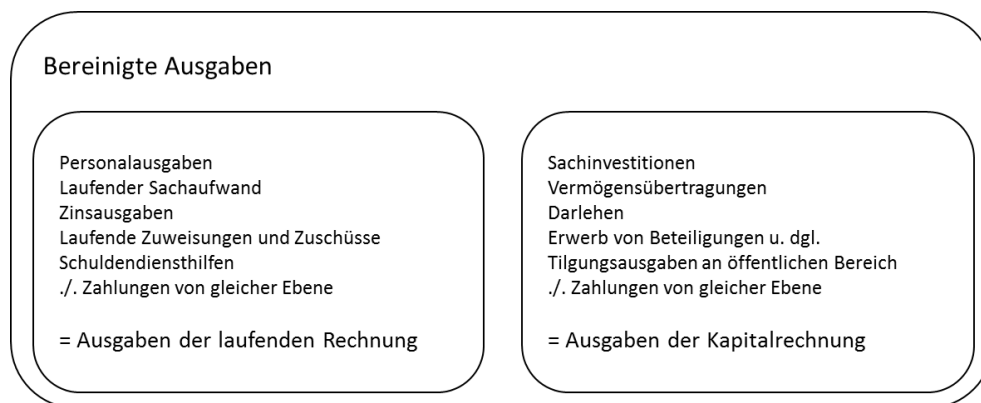 Bereinigte Ausgaben
Personalausgaben
Laufender Sachaufwand
Zinsausgaben
Laufende Zuweisungen und Zuschüsse
Schuldendiensthilfen
./. Zahlungen von gleicher Ebene
= Ausgaben der laufenden Rechnung
Sachinvestitionen
Vermögensübertragungen
Darlehen
Erwerb von Beteiligungen u. dgl.
Tilgungsausgaben an öffentlichen Bereich
./. Zahlungen von gleicher Ebene
= Ausgaben der Kapitalrechnung